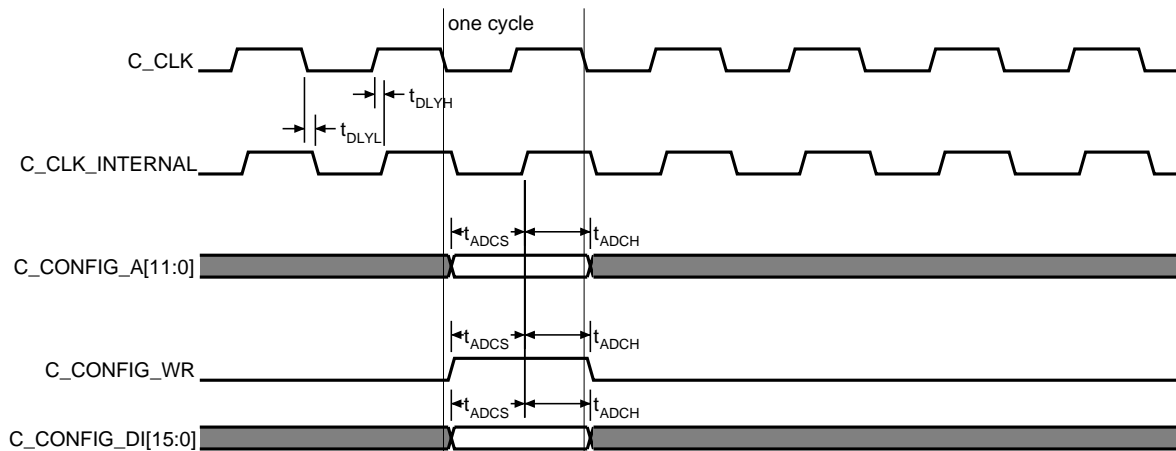 one cycle
C_CLK
tDLYH
tDLYL
C_CLK_INTERNAL
tADCS tADCH
C_CONFIG_A[11:0]
tADCS tADCH
C_CONFIG_WR
tADCS tADCH
C_CONFIG_DI[15:0]